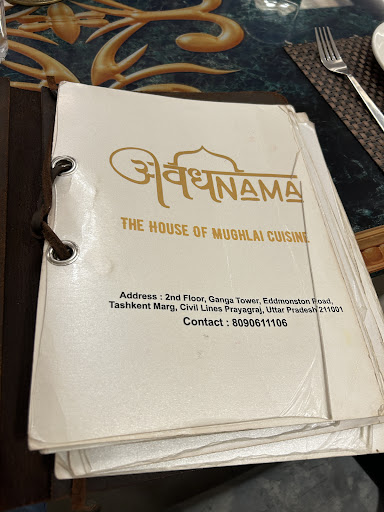 अवधNAMA
THE HOUSE OF MUGHLAI CUISINE
Address : 2nd Floor, Ganga Tower, Eddmonston Road,
Tashkent Marg, Civil Lines Prayagraj, Uttar Pradesh 211001
Contact : 8090611106